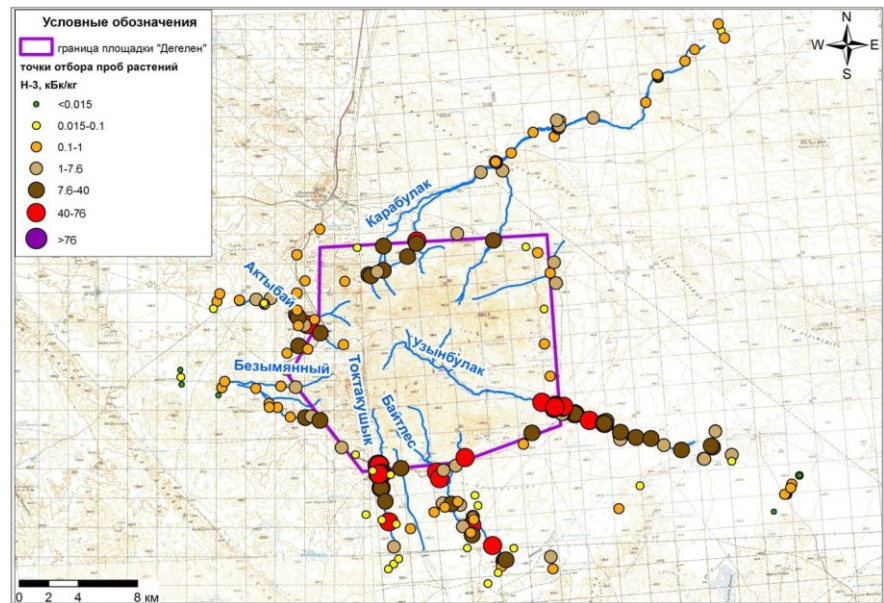 Условные обозначения
граница площадки "Дегелен"
точки отбора проб растений
Н-3, кБк/кг
<0.015
0.015-0.1
0.1-1
1-7.6
7.6-40
40-76
>76
N
W E
S
Карабулак
Актыбай
Узынбулак
Безымянный
Токтакушык
Байтлес
0 2 4 8 км